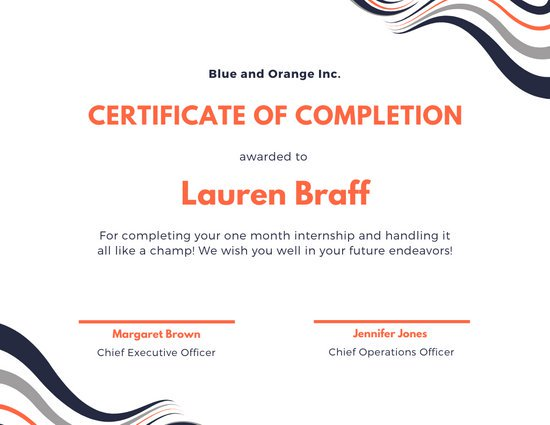 Blue and Orange Inc.
CERTIFICATE OF COMPLETION
awarded to
Lauren Braff
For completing your one month internship and handling it
all like a champ! We wish you well in your future endeavors!
Margaret Brown
Chief Executive Officer
Jennifer Jones
Chief Operations Officer